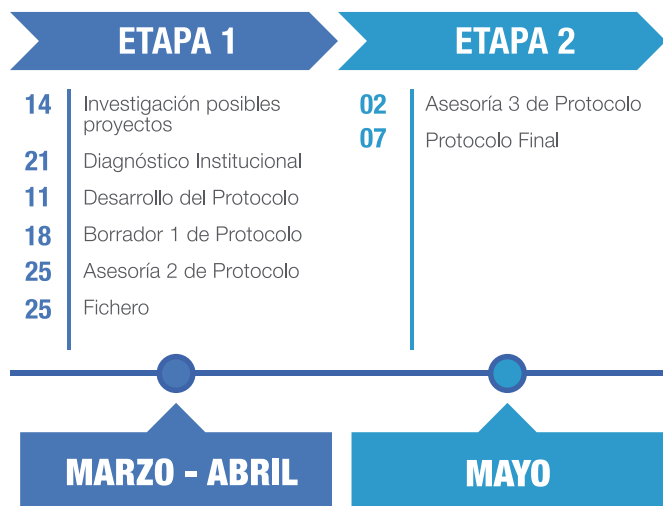 ETAPA 1
14 Investigación posibles
proyectos
21 Diagnóstico Institucional
11 Desarrollo del Protocolo
18 Borrador 1 de Protocolo
25 Asesoría 2 de Protocolo
25 Fichero
MARZO - ABRIL
ETAPA 2
02 Asesoría 3 de Protocolo
07 Protocolo Final
MAYO